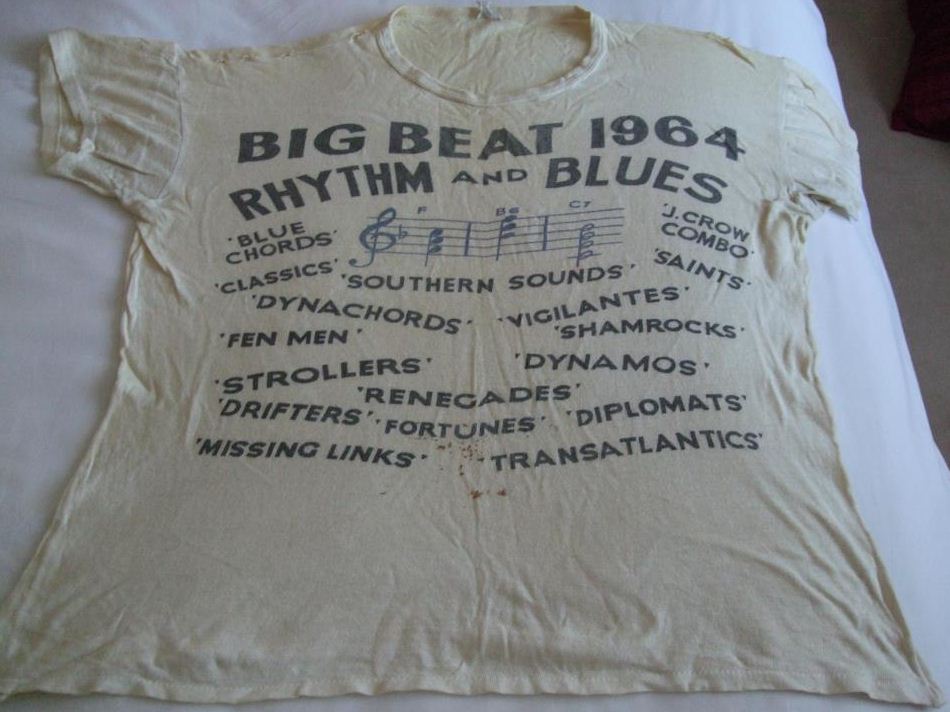 BIG BEAT 1964
RHYTHM AND BLUES
F B6 C7
'BLUE
CHORDS'
'J.CROW
COMBO'
'CLASSICS'
'SOUTHERN SOUNDS'
'SAINTS'
'DYNACHORDS'
'VIGILANTES'
'FEN MEN'
'SHAMROCKS'
'STROLLERS'
'DYNAMOS'
'RENEGADES'
'DRIFTERS'
'FORTUNES'
'DIPLOMATS'
'MISSING LINKS'
'TRANSATLANTICS'